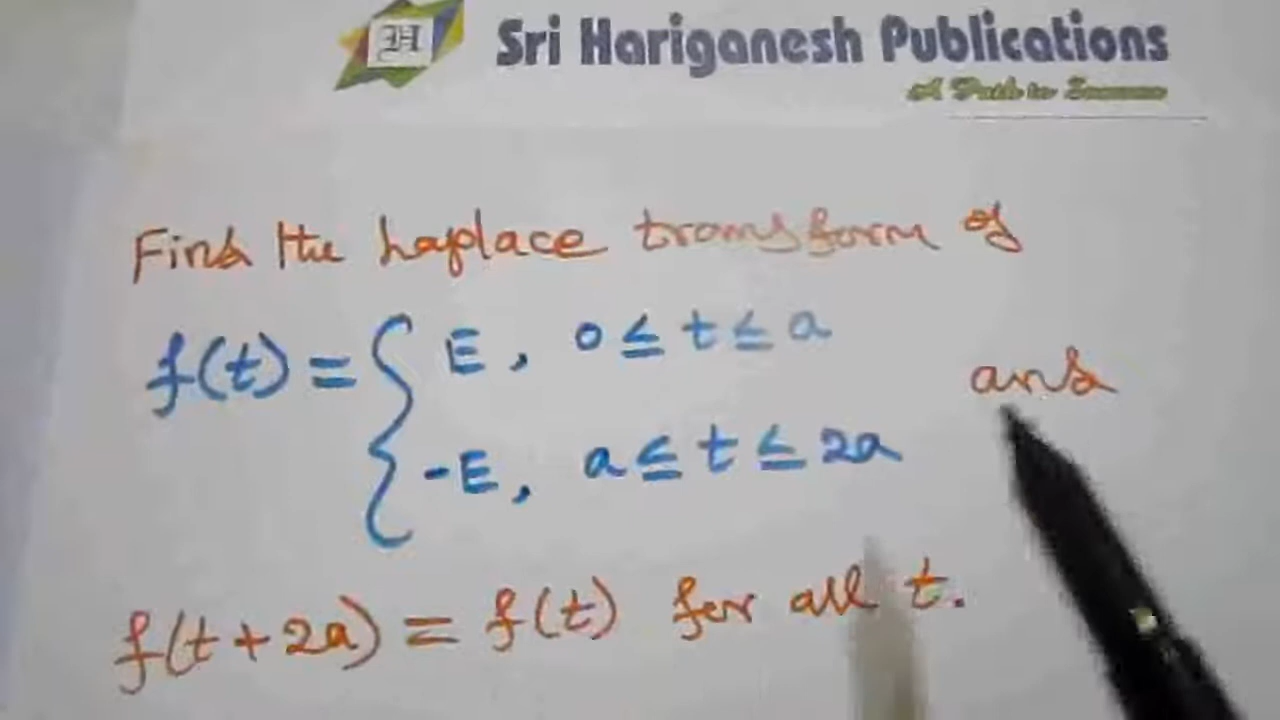 H
Sri Hariganesh Publications
A Path to Success
Find the Laplace transform of
f(t) = { E, 0 ≤ t ≤ a
and
-E, a ≤ t ≤ 2a
f(t+2a) = f(t) for all t.